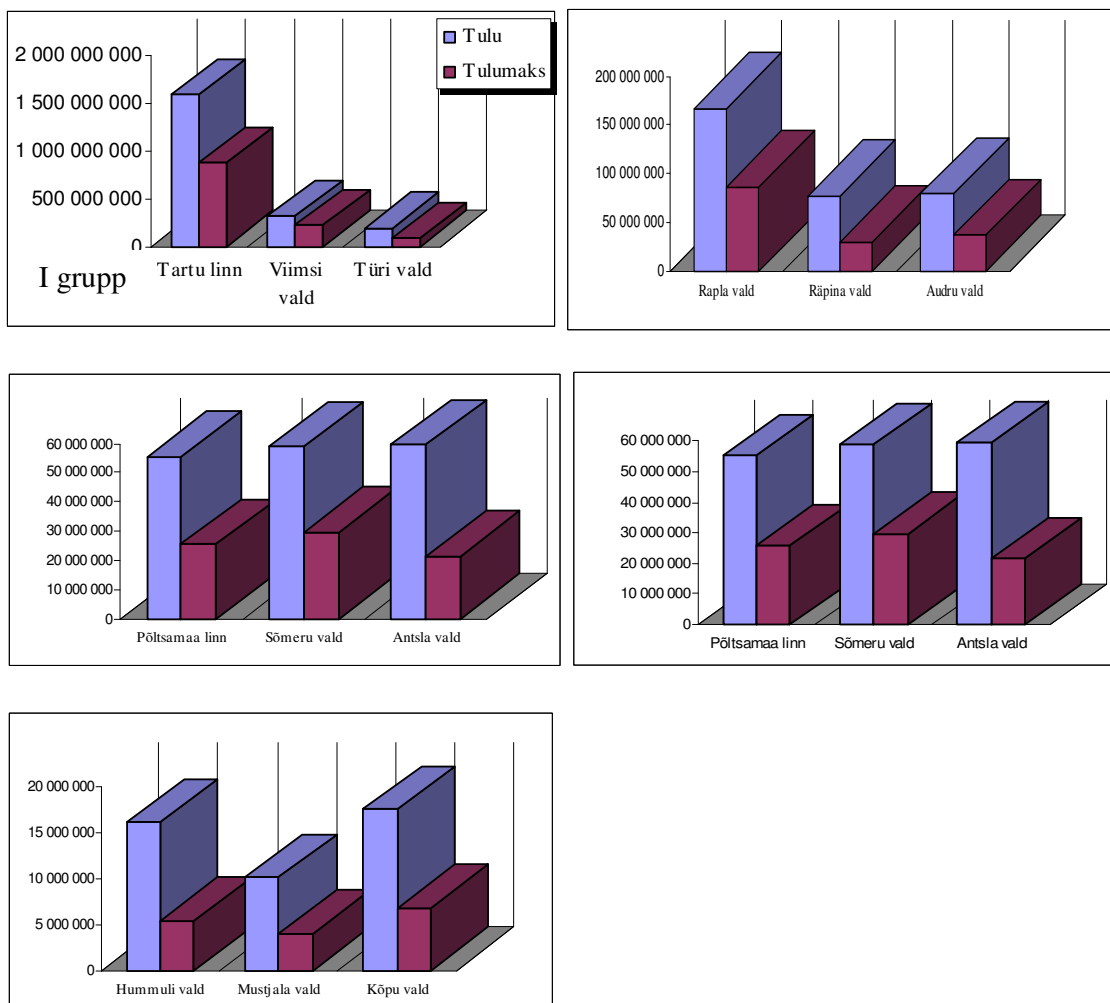 2 000 000 000
1 500 000 000
1 000 000 000
500 000 000
0
Tulu
Tulumaks
Tartu linn
Viimsi
vald
Türi vald
I grupp
200 000 000
150 000 000
100 000 000
50 000 000
0
Rapla vald
Räpina vald
Audru vald
60 000 000
50 000 000
40 000 000
30 000 000
20 000 000
10 000 000
0
Põltsamaa linn
Sõmeru vald
Antsla vald
60 000 000
50 000 000
40 000 000
30 000 000
20 000 000
10 000 000
0
Põltsamaa linn
Sõmeru vald
Antsla vald
20 000 000
15 000 000
10 000 000
5 000 000
0
Hummuli vald
Mustjala vald
Kõpu vald